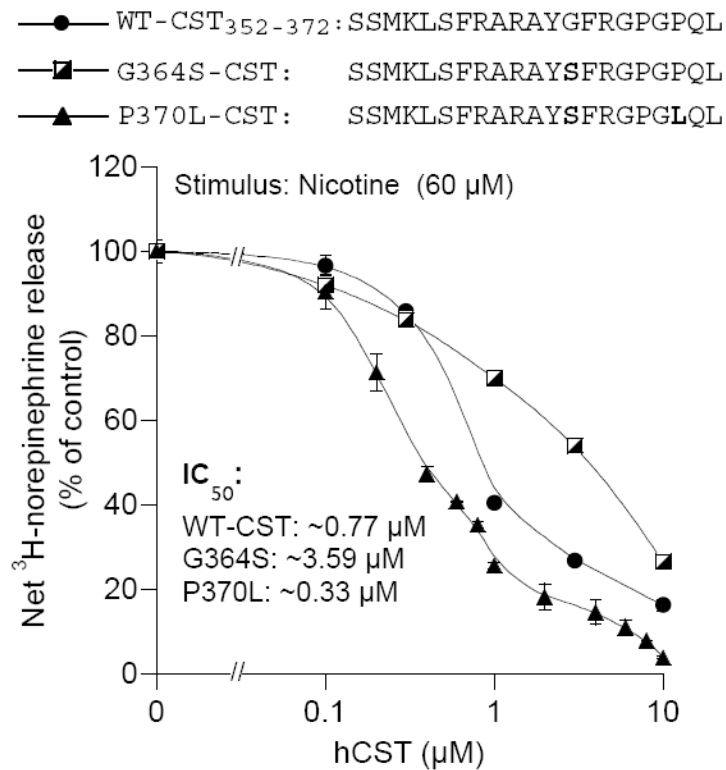 WT-CST352-372: SSMKLSFRARAYGFRGPGPQL
G364S-CST: SSMKLSFRARAYSFRGPGPQL
P370L-CST: SSMKLSFRARAYSFRGPGLQL
120
Stimulus: Nicotine (60 µM)
100
80
60
40
20
0
Net 3H-norepinephrine release
(% of control)
IC50:
WT-CST: ~0.77 µM
G364S: ~3.59 µM
P370L: ~0.33 µM
0 // 0.1 1 10
hCST (µM)